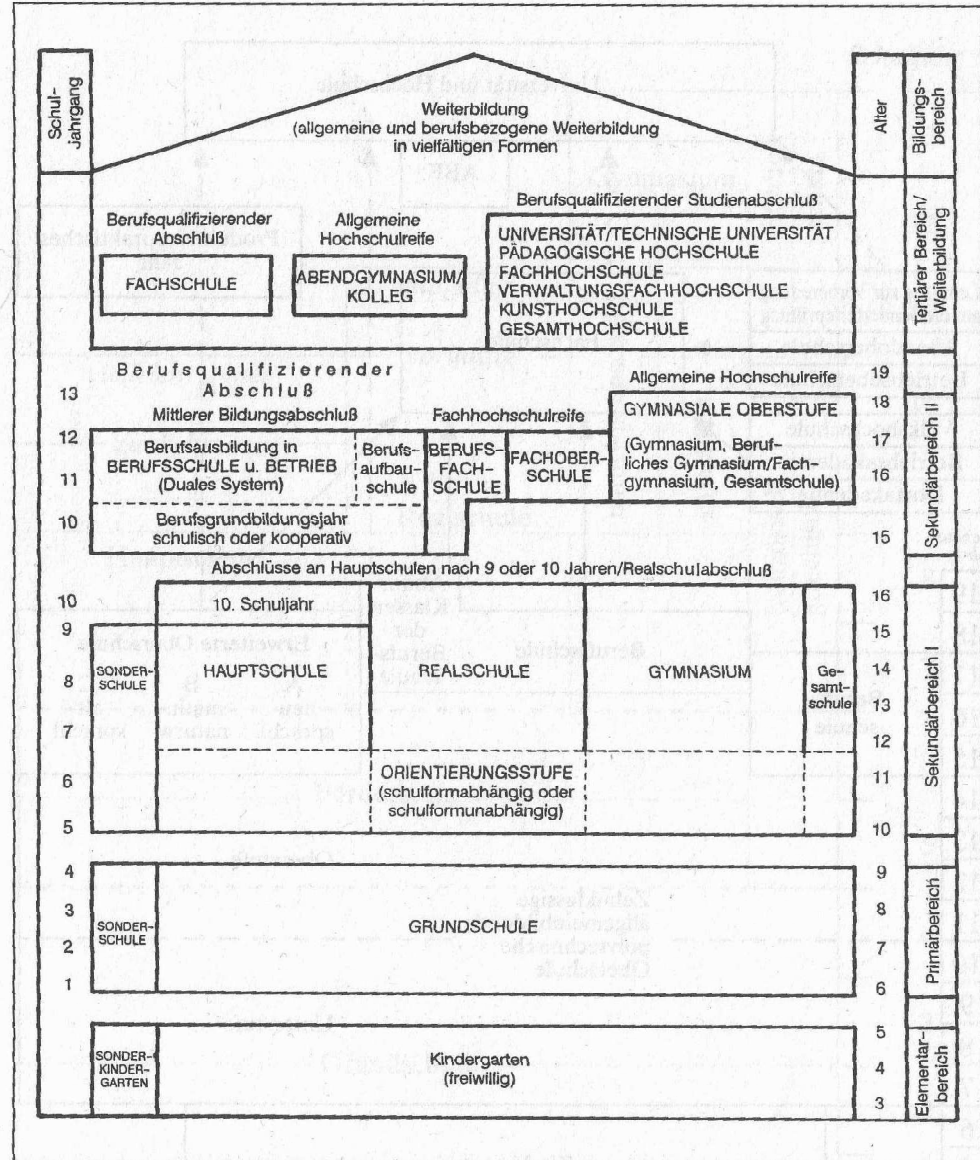 Schul-
jahrgang
Alter
Bildungs-
bereich
Weiterbildung
(allgemeine und berufsbezogene Weiterbildung
in vielfältigen Formen
Tertiärer Bereich/
Weiterbildung
Berufsqualifizierender
Abschluß
FACHSCHULE
Allgemeine
Hochschulreife
ABENDGYMNASIUM/
KOLLEG
Berufsqualifizierender Studienabschluß
UNIVERSITÄT/TECHNISCHE UNIVERSITÄT
PÄDAGOGISCHE HOCHSCHULE
FACHHOCHSCHULE
VERWALTUNGSFACHHOCHSCHULE
KUNSTHOCHSCHULE
GESAMTHOCHSCHULE
Berufsqualifizierender
Abschluß
13
12
11
10
Mittlerer Bildungsabschluß
Berufsausbildung in
BERUFSSCHULE u. BETRIEB
(Duales System)
Berufs-
aufbau-
schule
Berufsgrundbildungsjahr
schulisch oder kooperativ
Fachhochschulreife
BERUFS-
FACH-
SCHULE
FACHOBER-
SCHULE
Allgemeine Hochschulreife
GYMNASIALE OBERSTUFE
(Gymnasium, Beruf-
liches Gymnasium/Fach-
gymnasium, Gesamtschule)
19
18
17
16
15
Sekundärbereich II
Abschlüsse an Hauptschulen nach 9 oder 10 Jahren/Realschulabschluß
10
9
8
7
6
5
SONDER-
SCHULE
10. Schuljahr
HAUPTSCHULE
REALSCHULE
GYMNASIUM
Ge-
samt-
schule
ORIENTIERUNGSSTUFE
(schulformabhängig oder
schulformunabhängig)
16
15
14
13
12
11
10
Sekundärbereich I
4
3
2
1
SONDER-
SCHULE
GRUNDSCHULE
9
8
7
6
Primärbereich
SONDER-
KINDER-
GARTEN
Kindergarten
(freiwillig)
5
4
3
Elementar-
bereich